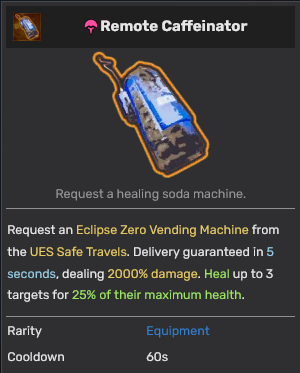 Remote Caffeinator
Request a healing soda machine.
Request an Eclipse Zero Vending Machine from
the UES Safe Travels. Delivery guaranteed in 5
seconds, dealing 2000% damage. Heal up to 3
targets for 25% of their maximum health.
Rarity Equipment
Cooldown 60s